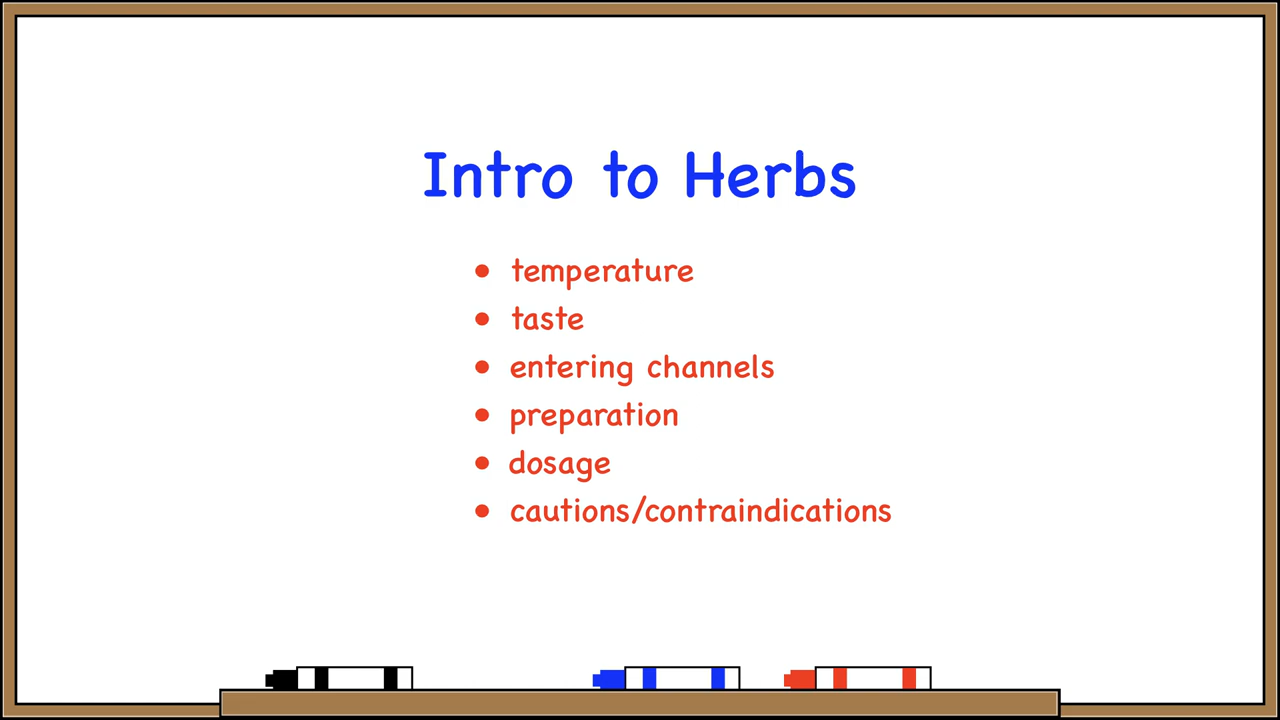 Intro to Herbs
• temperature
• taste
• entering channels
• preparation
• dosage
• cautions/contraindications